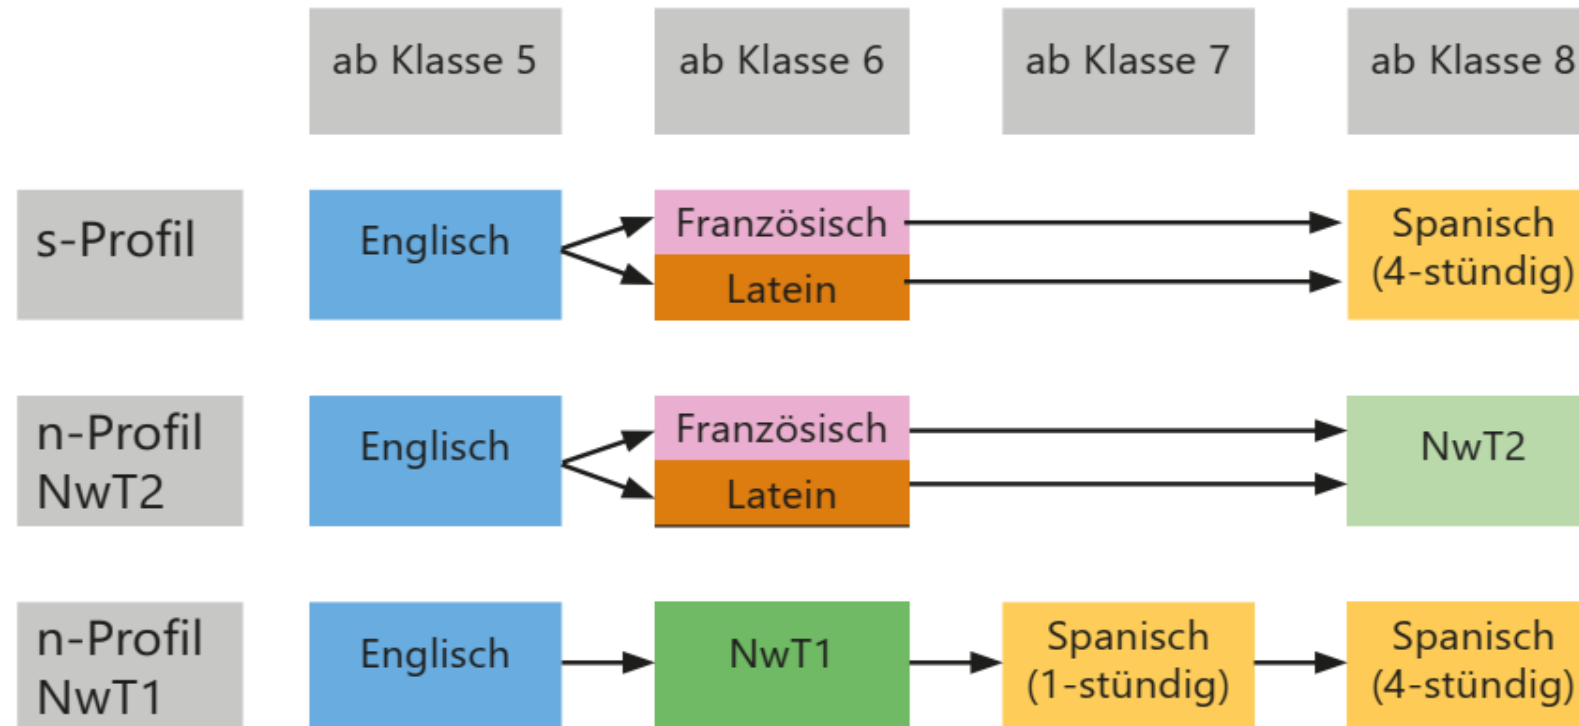 ab Klasse 5
ab Klasse 6
ab Klasse 7
ab Klasse 8
s-Profil
Englisch
Französisch
Latein
Spanisch
(4-stündig)
n-Profil
NwT2
Englisch
Französisch
Latein
NwT2
n-Profil
NwT1
Englisch
NwT1
Spanisch
(1-stündig)
Spanisch
(4-stündig)